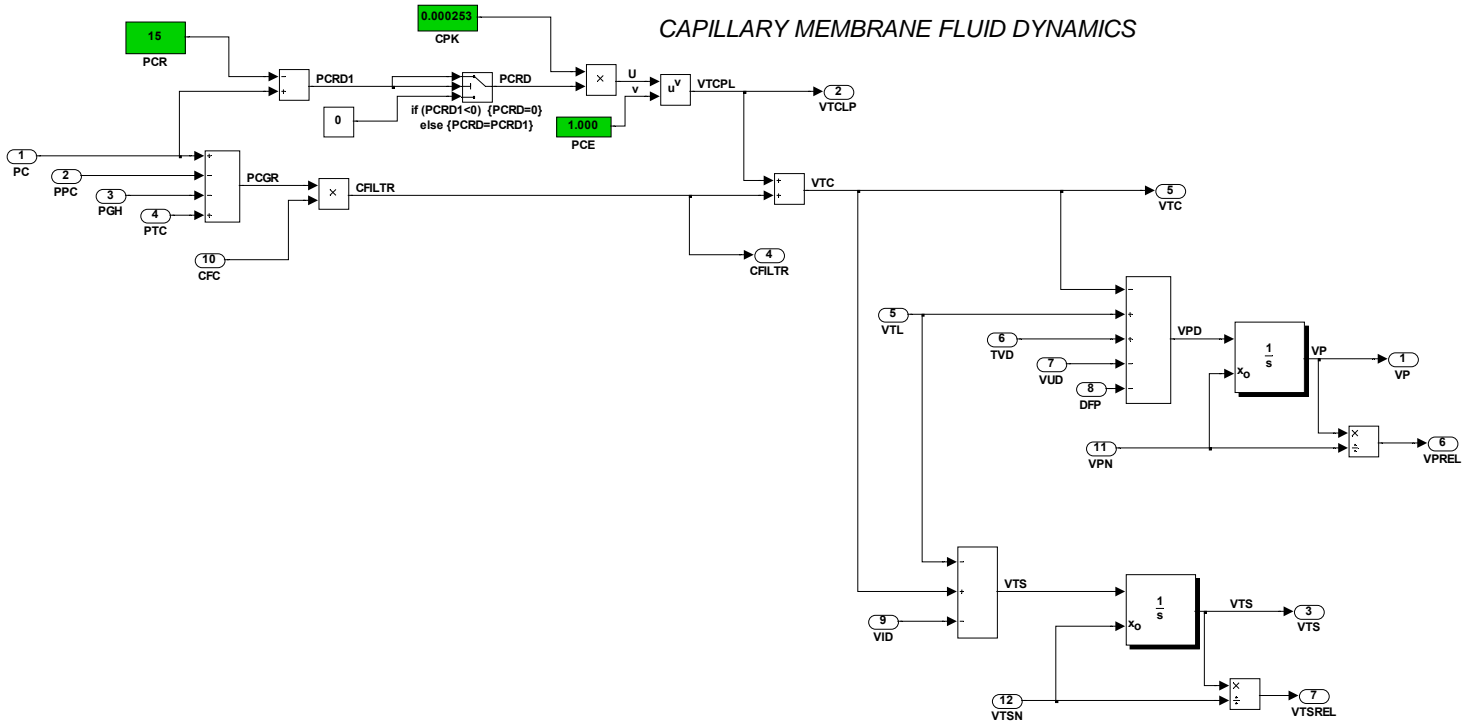 CAPILLARY MEMBRANE FLUID DYNAMICS
0.000253
CPK
15
PCR
-
+
PCRD1
0
if (PCRD1<0) {PCRD=0}
else {PCRD=PCRD1}
PCRD
×
U
v
u^v
VTCPL
2
VTCLP
1.000
PCE
1
PC
2
PPC
3
PGH
4
PTC
+
-
-
+
PCGR
×
CFILTR
10
CFC
+
+
VTC
5
VTC
4
CFILTR
5
VTL
6
TVD
7
VUD
8
DFP
-
+
+
-
-
VPD
1
s
xo
VP
1
VP
11
VPN
×
÷
6
VPREL
-
+
-
VTS
9
VID
1
s
xo
VTS
3
VTS
12
VTSN
×
÷
7
VTSREL